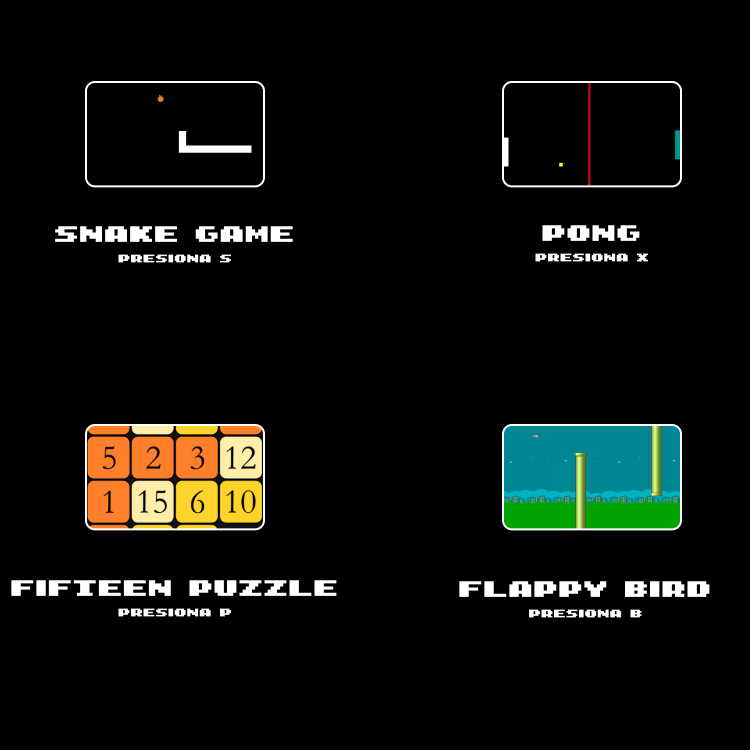 SNAKE GAME
PRESIONA S
PONG
PRESIONA X
5 2 3 12
1 15 6 10
FIFTEEN PUZZLE
PRESIONA P
FLAPPY BIRD
PRESIONA B